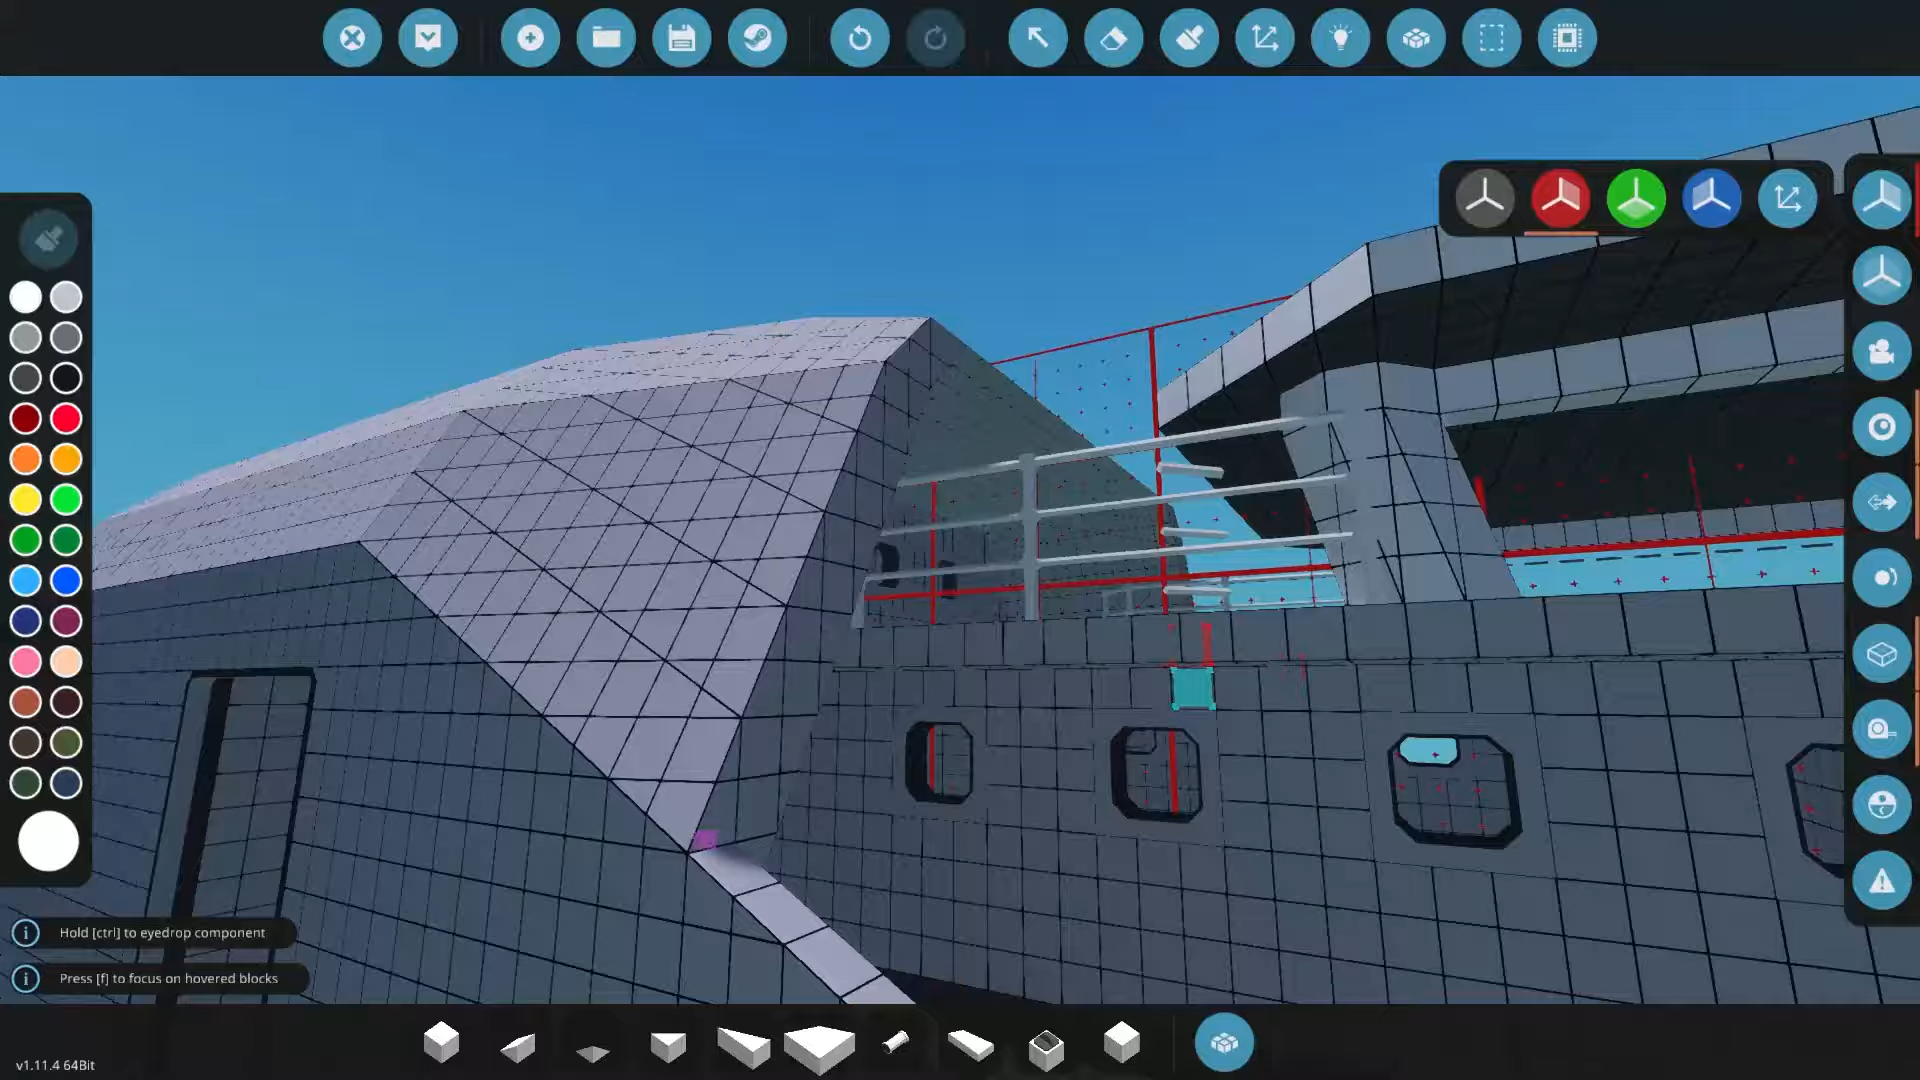 Hold [ctrl] to eyedrop component
Press [f] to focus on hovered blocks
v1.11.4 64Bit